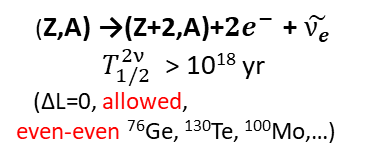 (Z,A) →(Z+2,A)+2e⁻ + ν̃ₑ
T₁/₂²ᵛ > 10¹⁸ yr
(ΔL=0, allowed,
even-even ⁷⁶Ge, ¹³⁰Te, ¹⁰⁰Mo,...)